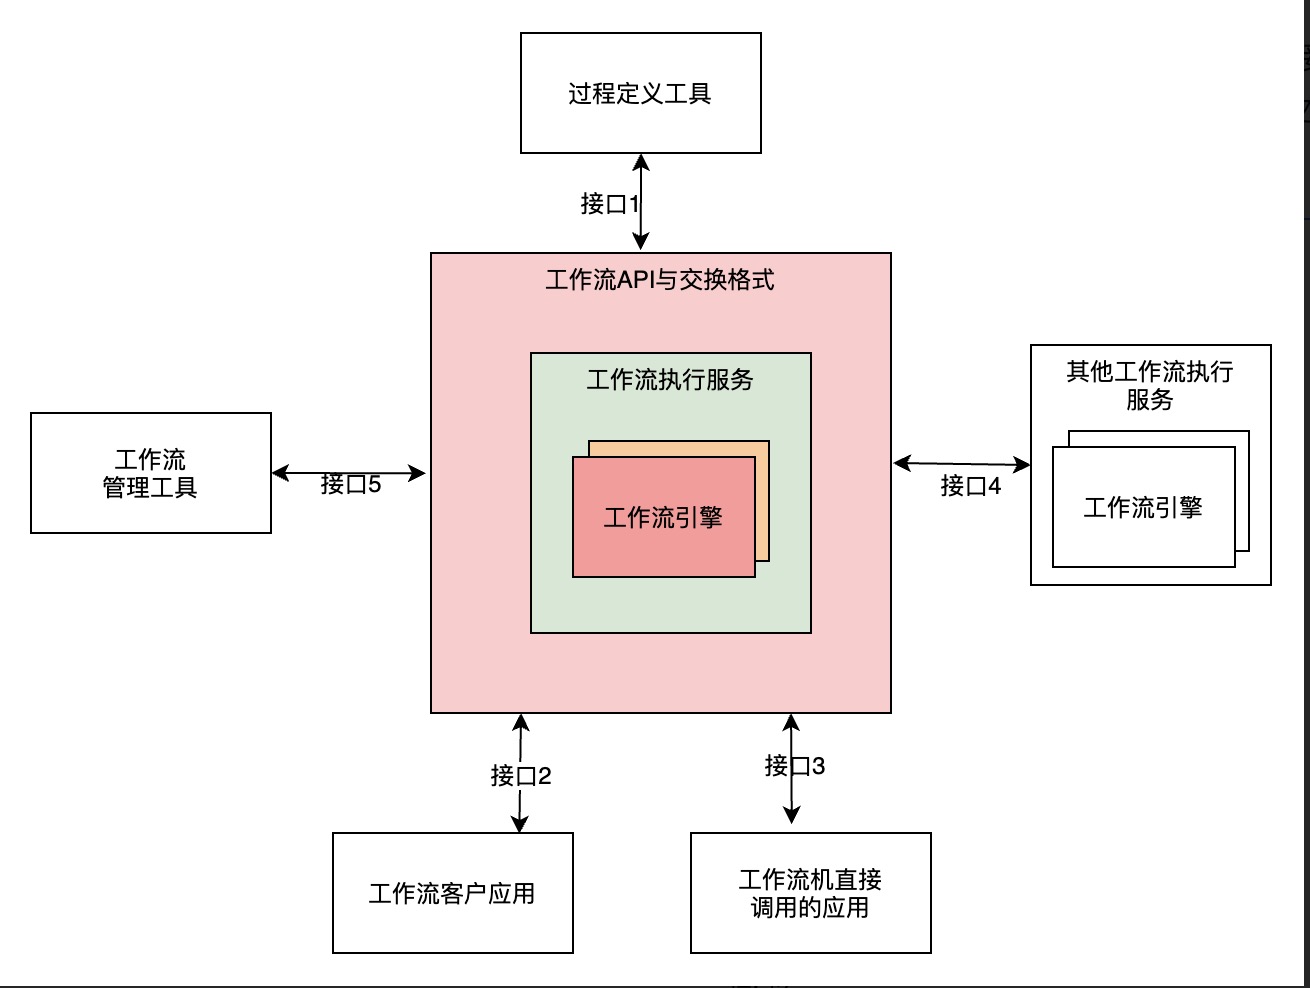 过程定义工具
接口1
工作流API与交换格式
工作流执行服务
工作流引擎
其他工作流执行
服务
工作流引擎
接口4
工作流
管理工具
接口5
接口2
接口3
工作流客户应用
工作流机直接
调用的应用